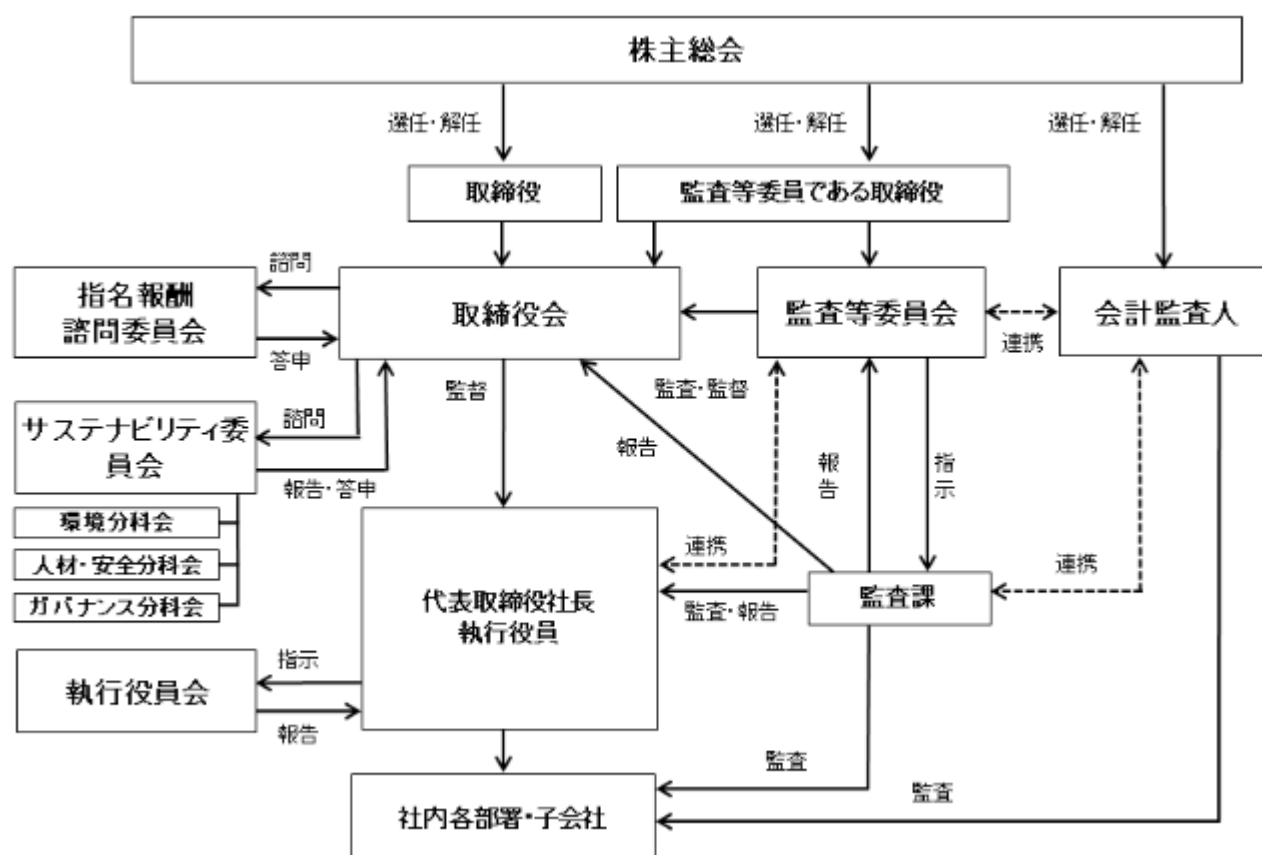 株主総会
選任・解任
選任・解任
選任・解任
取締役
監査等委員である取締役
諮問
指名報酬
諮問委員会
取締役会
監査等委員会
会計監査人
連携
答申
監督
監査・監督
サステナビリティ委
員会
諮問
報告
報
告
指
示
報告・答申
環境分科会
人材・安全分科会
ガバナンス分科会
連携
連携
代表取締役社長
執行役員
監査課
監査・報告
指示
執行役員会
報告
監査
監査
社内各部署・子会社